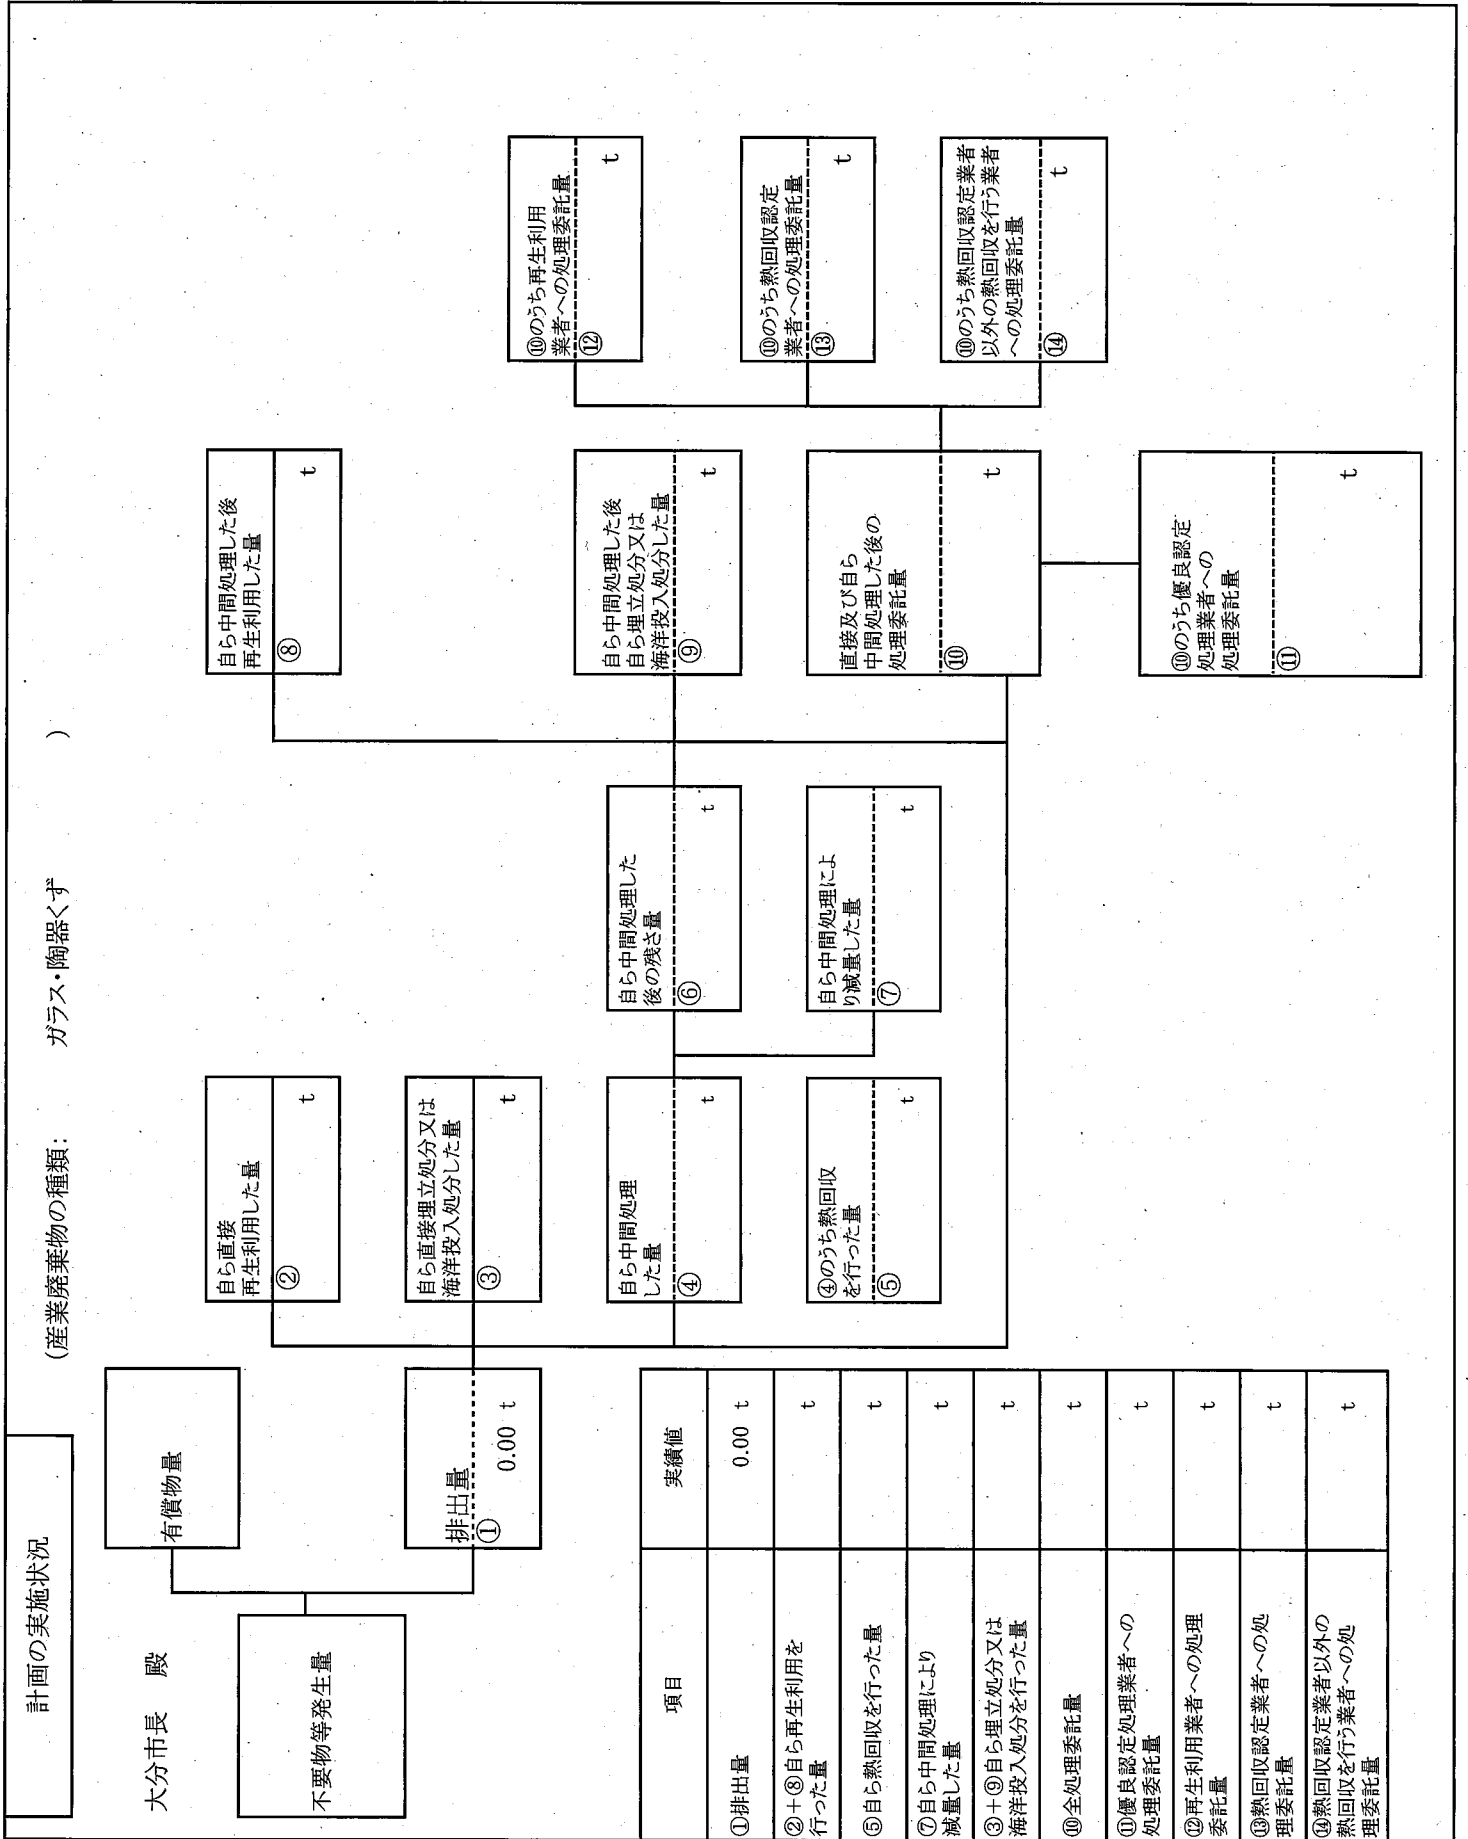 計画の実施状況
(産業廃棄物の種類: ガラス・陶器くず )
大分市長 殿
不要物等発生量
有償物量
排出量
① 0.00 t
自ら直接
再生利用した量
② t
自ら直接埋立処分又は
海洋投入処分した量
③ t
自ら中間処理
した量
④ t
④のうち熱回収
を行った量
⑤ t
自ら中間処理した
後の残さ量
⑥ t
自ら中間処理によ
り減量した量
⑦ t
自ら中間処理した後
再生利用した量
⑧ t
自ら中間処理した後
自ら埋立処分又は
海洋投入処分した量
⑨ t
直接及び自ら
中間処理した後の
処理委託量
⑩ t
⑩のうち優良認定
処理業者への
処理委託量
⑪ t
⑩のうち再生利用
業者への処理委託量
⑫ t
⑩のうち熱回収認定
業者への処理委託量
⑬ t
⑩のうち熱回収認定業者
以外の熱回収を行う業者
への処理委託量
⑭ t
項目 実績値
①排出量 0.00 t
②+⑧自ら再生利用を
行った量 t
⑤自ら熱回収を行った量 t
⑦自ら中間処理により
減量した量 t
③+⑨自ら埋立処分又は
海洋投入処分を行った量 t
⑩全処理委託量 t
⑪優良認定処理業者への
処理委託量 t
⑫再生利用業者への処理
委託量 t
⑬熱回収認定業者への処
理委託量 t
⑭熱回収認定業者以外の
熱回収を行う業者への処
理委託量 t